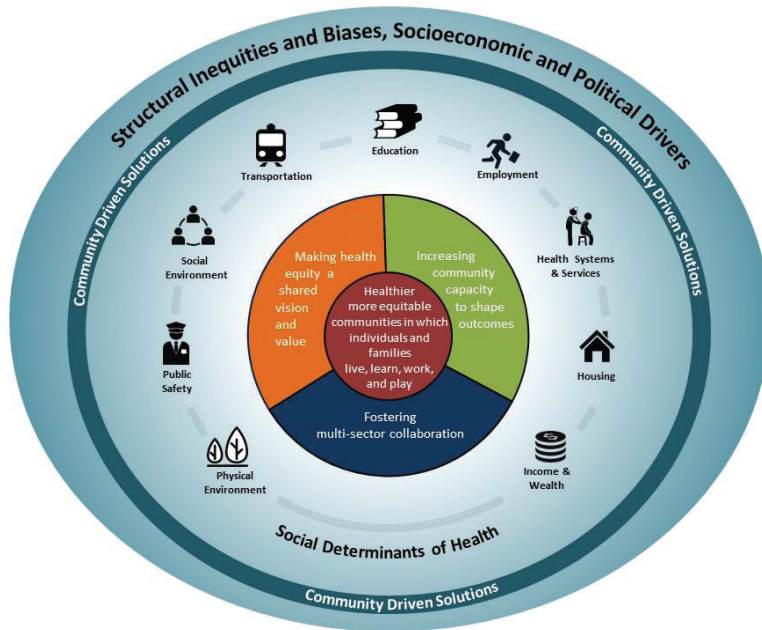 Structural Inequities and Biases, Socioeconomic and Political Drivers
Community Driven Solutions
Community Driven Solutions
Education
Transportation
Employment
Social
Environment
Health Systems
& Services
Public
Safety
Housing
Physical
Environment
Income &
Wealth
Making health
equity a
shared
vision
and
value
Increasing
community
capacity
to shape
outcomes
Healthier
more equitable
communities in which
individuals and
families
live, learn, work,
and play
Fostering
multi-sector collaboration
Social Determinants of Health
Community Driven Solutions